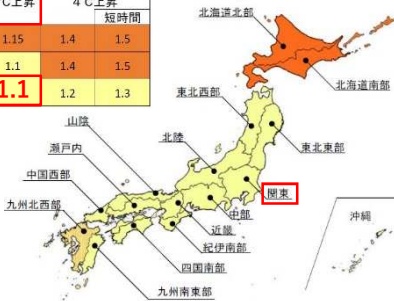 ℃上昇 4℃上昇
短時間
1.15 1.4 1.5
1.1 1.4 1.5
1.1 1.2 1.3
北海道北部
北海道南部
東北西部
東北東部
山陰
北陸
瀬戸内
中国西部
関東
九州北西部
中部
沖縄
近畿
紀伊南部
四国南部
九州南東部